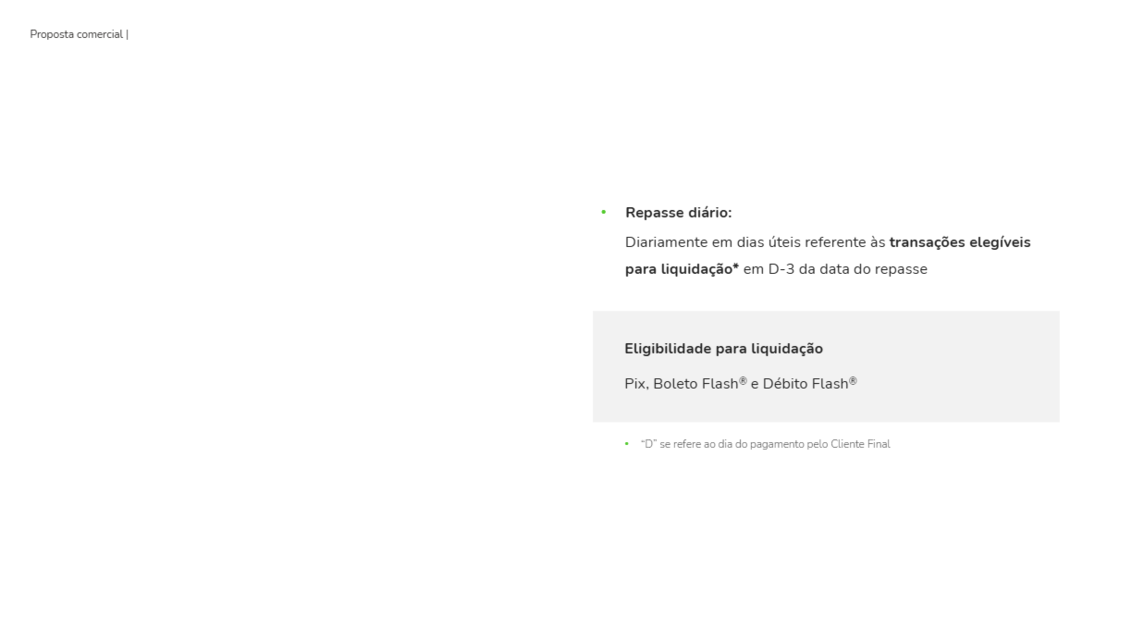 Proposta comercial |
• Repasse diário:
Diariamente em dias úteis referente às transações elegíveis
para liquidação* em D-3 da data do repasse
Eligibilidade para liquidação
Pix, Boleto Flash® e Débito Flash®
• “D” se refere ao dia do pagamento pelo Cliente Final